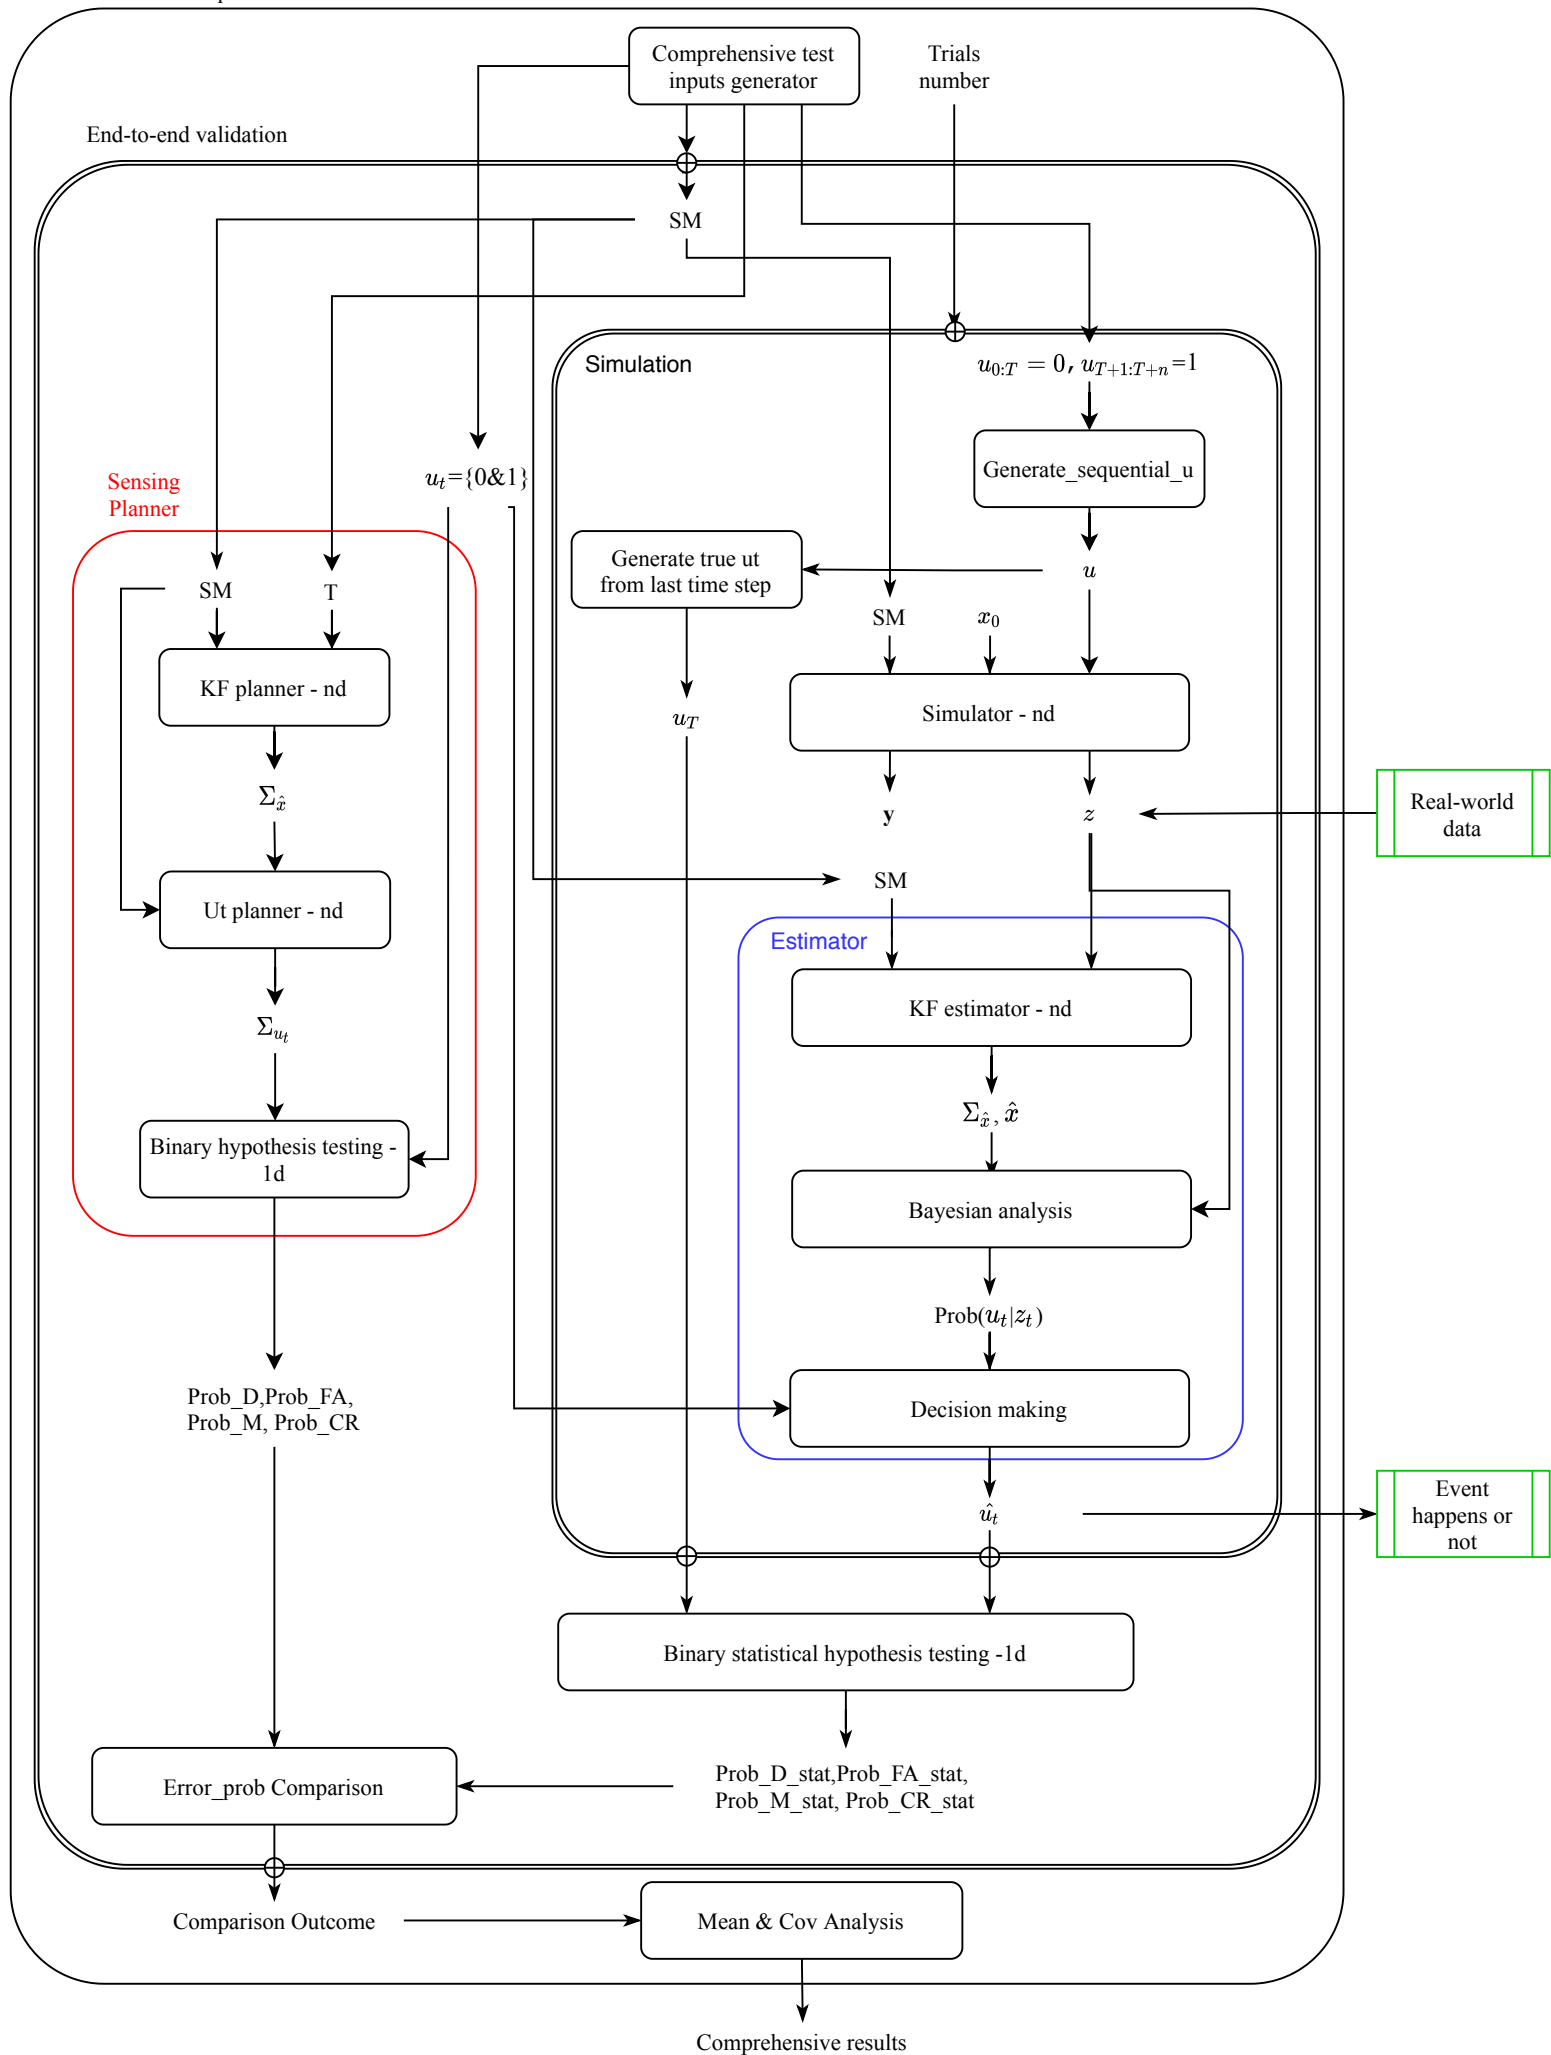 Comprehensive test
inputs generator
Trials
number
End-to-end validation
SM
Simulation
u_{0:T} = 0, u_{T+1:T+n}=1
Generate_sequential_u
u_t={0&1}
Sensing
Planner
Generate true ut
from last time step
u
SM
T
SM
x_0
KF planner - nd
Simulator - nd
u_T
Σ_{x̂}
y
z
Real-world
data
SM
Ut planner - nd
Estimator
KF estimator - nd
Σ_{u_t}
Σ_{x̂}, x̂
Binary hypothesis testing -
1d
Bayesian analysis
Prob(u_t|z_t)
Prob_D,Prob_FA,
Prob_M, Prob_CR
Decision making
û_t
Event
happens or
not
Binary statistical hypothesis testing -1d
Error_prob Comparison
Prob_D_stat,Prob_FA_stat,
Prob_M_stat, Prob_CR_stat
Comparison Outcome
Mean & Cov Analysis
Comprehensive results